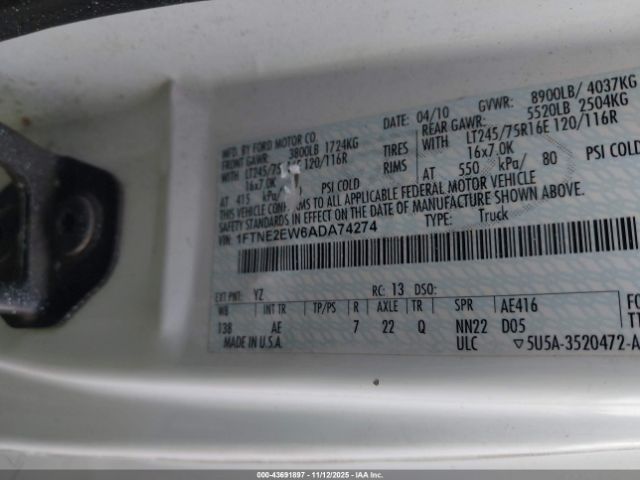 MFD. BY FORD MOTOR CO.
04/10 GVWR: 8900LB/ 4037KG
FRONT GAWR: 3800LB 1724KG
REAR GAWR: 5520LB 2504KG
WITH LT245/75R16E 120/116R TIRES
WITH LT245/75R16E 120/116R
16x7.0K RIMS
16x7.0K
AT 415 kPa/ PSI COLD
AT 550 kPa/ 80 PSI COLD
THIS VEHICLE CONFORMS TO ALL APPLICABLE FEDERAL MOTOR VEHICLE
SAFETY STANDARDS IN EFFECT ON THE DATE OF MANUFACTURE SHOWN ABOVE.
VIN: 1FTNE2EW6ADA74274
TYPE: Truck
EXT PNT: YZ RC: 13 DSO:
WB INT TR TP/PS R AXLE TR SPR AE416
138 AE 7 22 Q NN22 D05
MADE IN U.S.A. ULC ▽5U5A-3520472-A
00-43691897 - 11/12/2025 - IAAI.COM